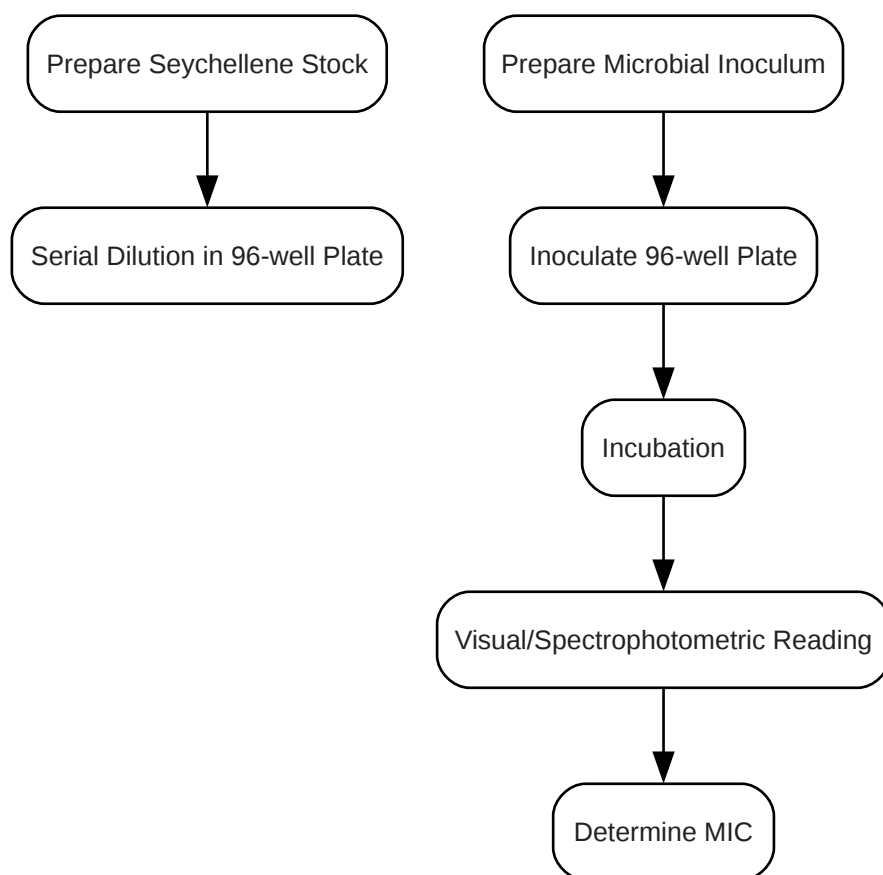 Prepare Seychellene Stock
Prepare Microbial Inoculum
Serial Dilution in 96-well Plate
Inoculate 96-well Plate
Incubation
Visual/Spectrophotometric Reading
Determine MIC